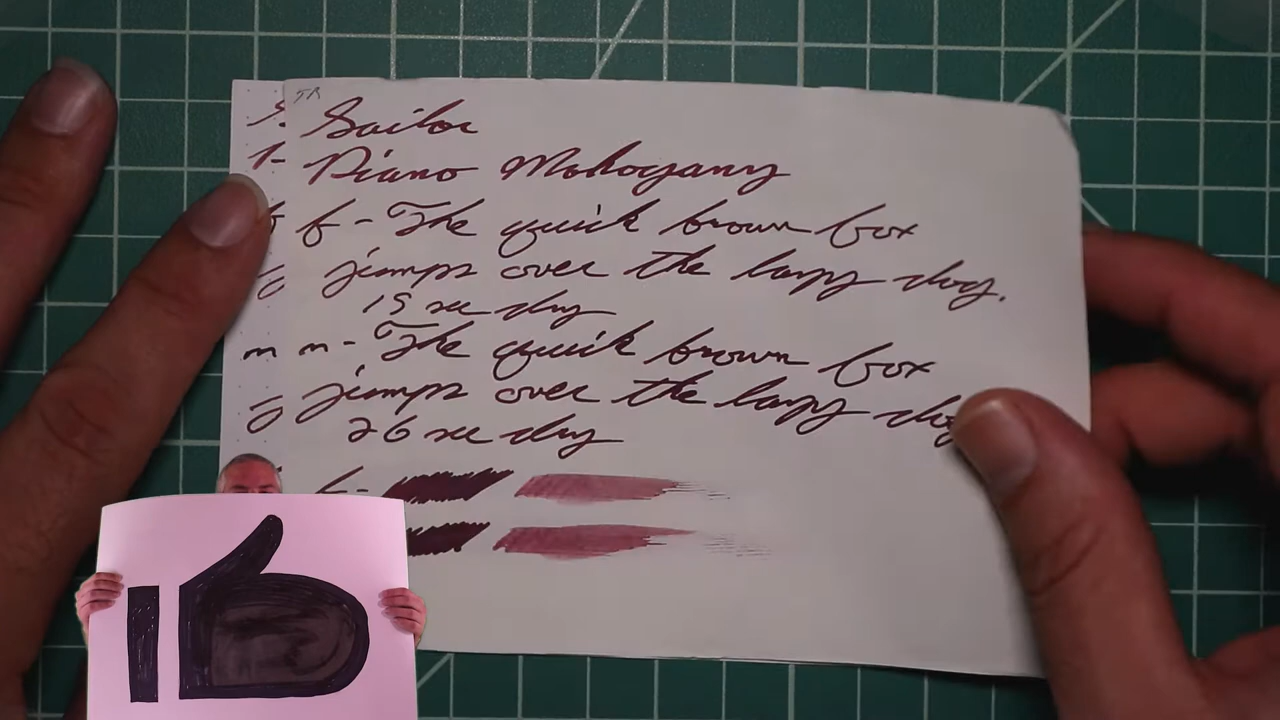 TR
Sailor
Piano Mahogany
f - The quick brown fox
jumps over the lazy dog.
15 sec dry
m m - The quick brown fox
jumps over the lazy dog
26 sec dry
f -